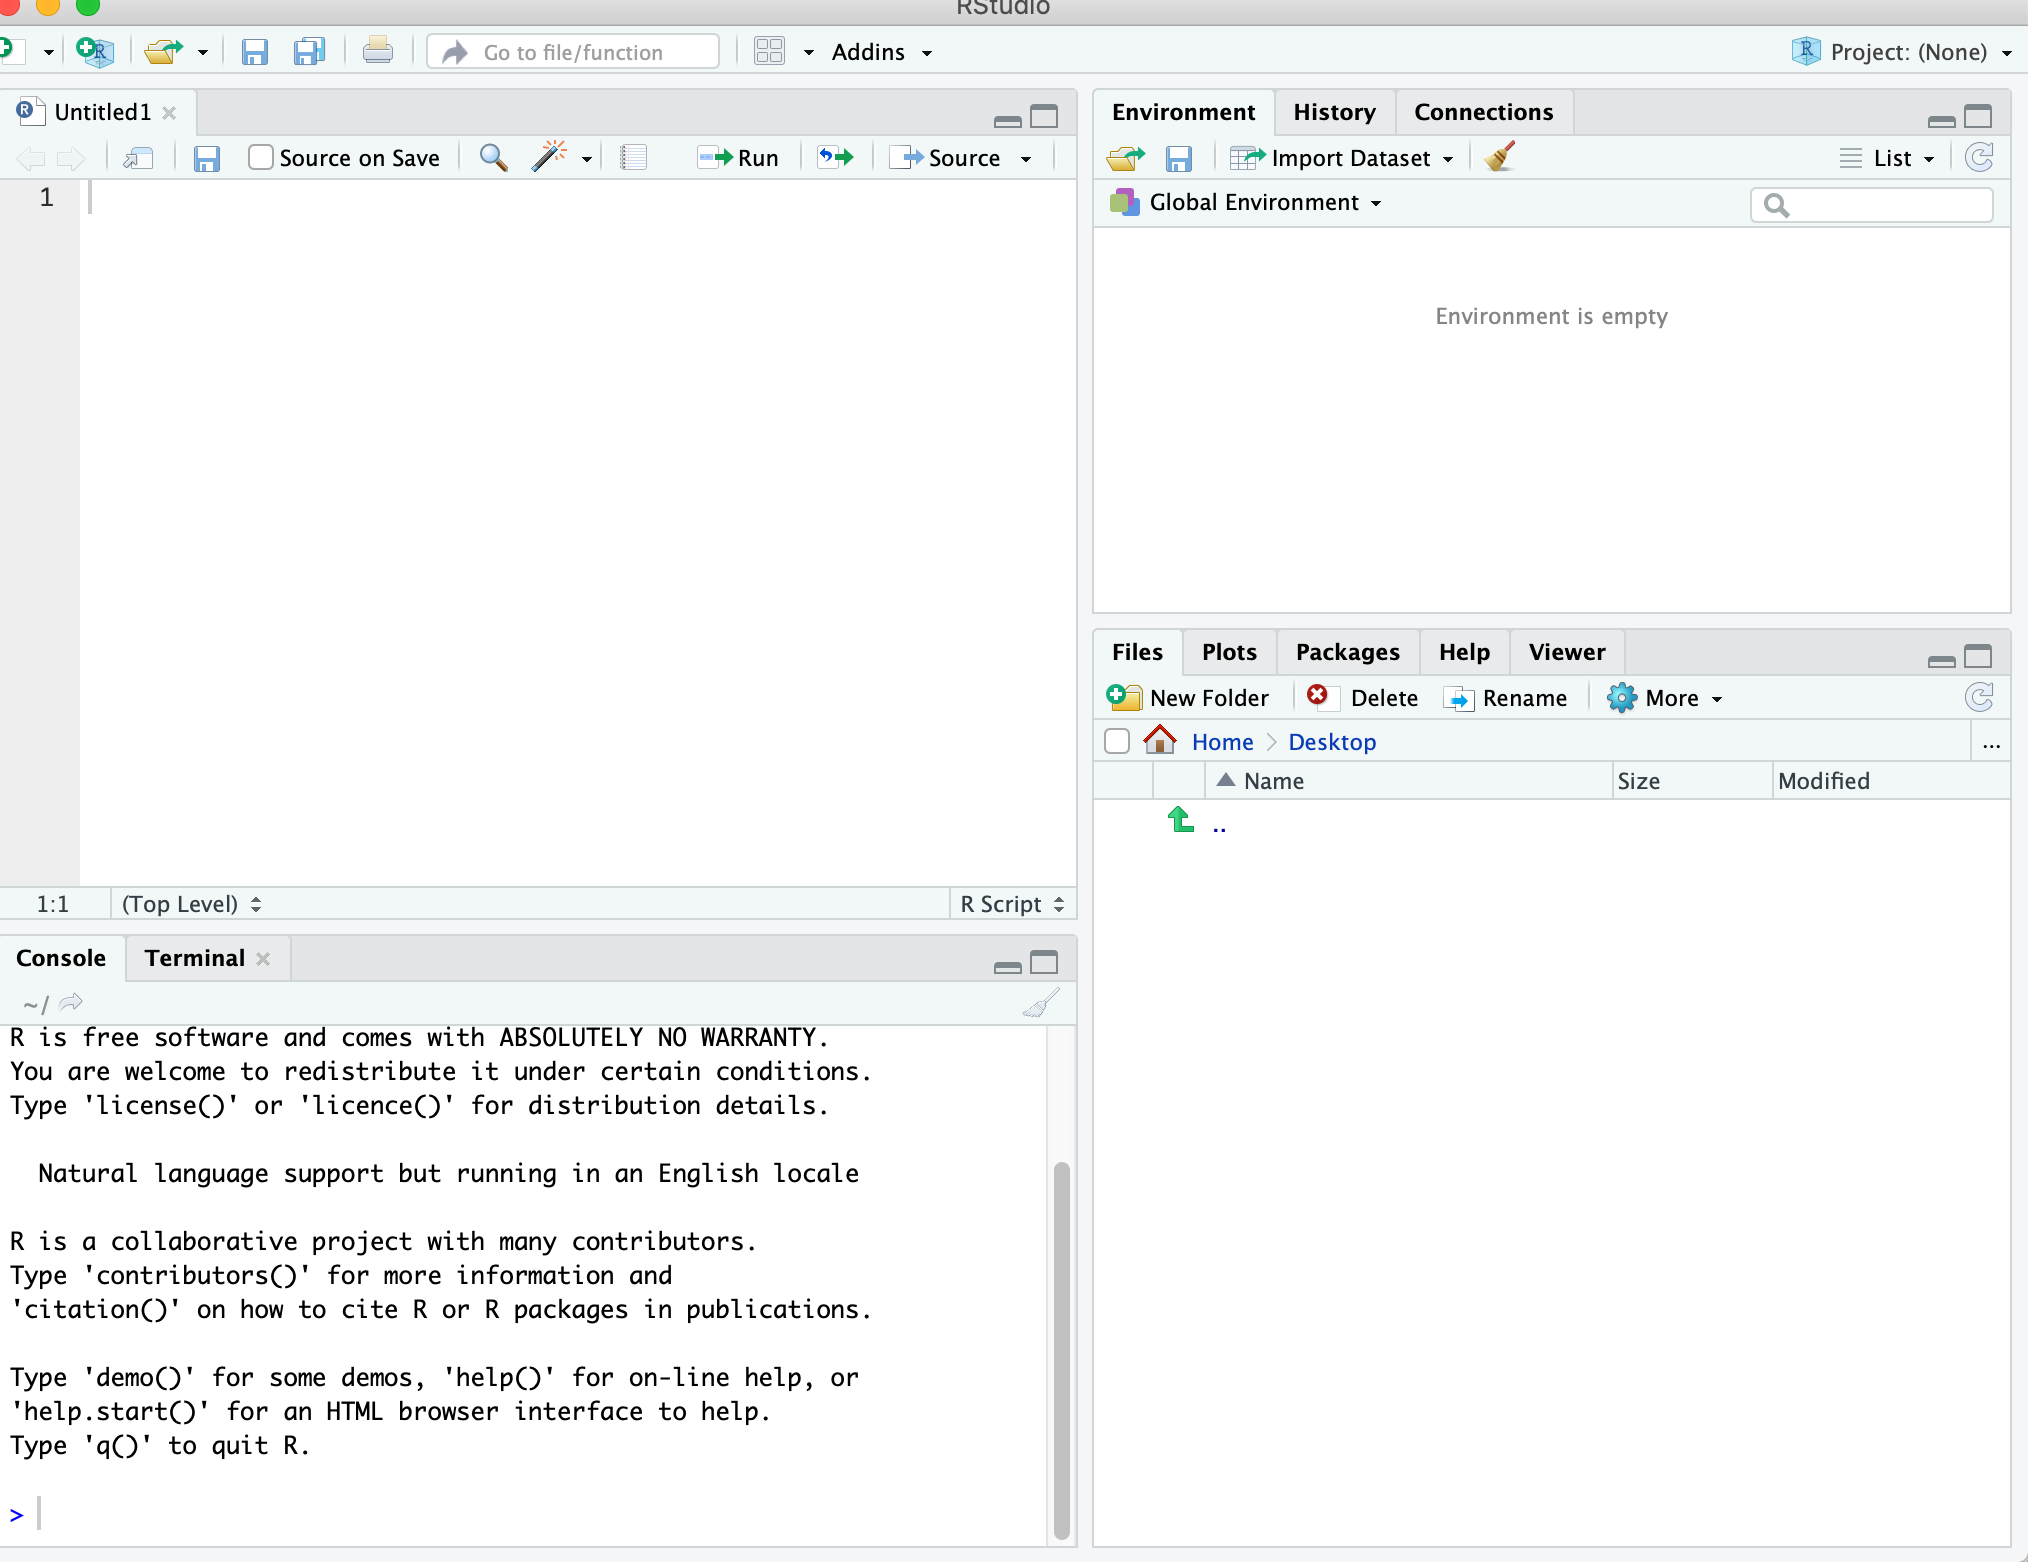 RStudio
Go to file/function
Addins
Project: (None)
Untitled1
Source on Save
Run
Source
1
1:1
(Top Level)
R Script
Console
Terminal
~/
R is free software and comes with ABSOLUTELY NO WARRANTY.
You are welcome to redistribute it under certain conditions.
Type 'license()' or 'licence()' for distribution details.
Natural language support but running in an English locale
R is a collaborative project with many contributors.
Type 'contributors()' for more information and
'citation()' on how to cite R or R packages in publications.
Type 'demo()' for some demos, 'help()' for on-line help, or
'help.start()' for an HTML browser interface to help.
Type 'q()' to quit R.
>
Environment
History
Connections
Import Dataset
List
Global Environment
Environment is empty
Files
Plots
Packages
Help
Viewer
New Folder
Delete
Rename
More
Home
Desktop
...
Name
Size
Modified
..